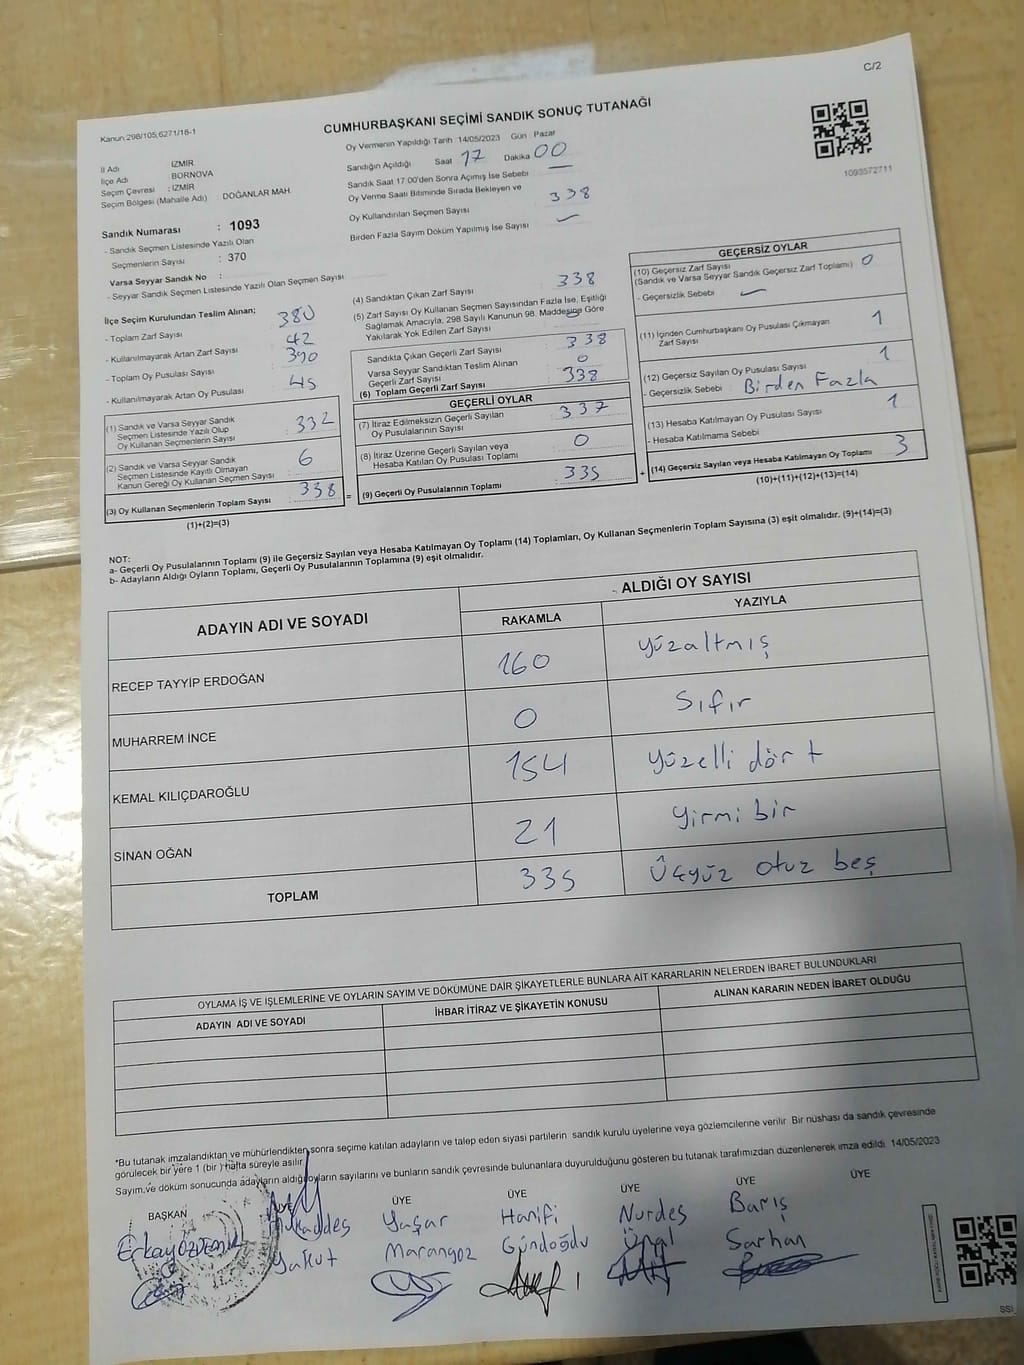 C/2
Kanun:298/105;6271/18-1
CUMHURBAŞKANI SEÇİMİ SANDIK SONUÇ TUTANAĞI
1093572711
İl Adı : İZMİR
İlçe Adı : BORNOVA
Seçim Çevresi : İZMİR
Seçim Bölgesi (Mahalle Adı) DOĞANLAR MAH.
Sandık Numarası : 1093
- Sandık Seçmen Listesinde Yazılı Olan
Seçmenlerin Sayısı : 370
Varsa Seyyar Sandık No :
- Seyyar Sandık Seçmen Listesinde Yazılı Olan Seçmen Sayısı
Oy Vermenin Yapıldığı Tarih :14/05/2023 Gün : Pazar
Sandığın Açıldığı Saat 17 Dakika 00
Sandık Saat 17:00'den Sonra Açılmış İse Sebebi
Oy Verme Saati Bitiminde Sırada Bekleyen ve
Oy Kullandırılan Seçmen Sayısı 338
Birden Fazla Sayım Döküm Yapılmış İse Sayısı
İlçe Seçim Kurulundan Teslim Alınan;
- Toplam Zarf Sayısı : 380
- Kullanılmayarak Artan Zarf Sayısı : 42
- Toplam Oy Pusulası Sayısı : 390
- Kullanılmayarak Artan Oy Pusulası : 45
(1) Sandık ve Varsa Seyyar Sandık
Seçmen Listesinde Yazılı Olup
Oy Kullanan Seçmenlerin Sayısı : 332
(2) Sandık ve Varsa Seyyar Sandık
Seçmen Listesinde Kayıtlı Olmayan
Kanun Gereği Oy Kullanan Seçmen Sayısı : 6
(3) Oy Kullanan Seçmenlerin Toplam Sayısı : 338 =
(1)+(2)=(3)
(4) Sandıktan Çıkan Zarf Sayısı : 338
(5) Zarf Sayısı Oy Kullanan Seçmen Sayısından Fazla İse, Eşitliği
Sağlamak Amacıyla, 298 Sayılı Kanunun 98. Maddesine Göre
Yakılarak Yok Edilen Zarf Sayısı
Sandıkta Çıkan Geçerli Zarf Sayısı : 338
Varsa Seyyar Sandıktan Teslim Alınan
Geçerli Zarf Sayısı : 0
(6) Toplam Geçerli Zarf Sayısı : 338
GEÇERLİ OYLAR
(7) İtiraz Edilmeksizin Geçerli Sayılan
Oy Pusulalarının Sayısı : 337
(8) İtiraz Üzerine Geçerli Sayılan veya
Hesaba Katılan Oy Pusulası Toplamı : 0
(9) Geçerli Oy Pusulalarının Toplamı : 335 +
GEÇERSİZ OYLAR
(10) Geçersiz Zarf Sayısı
(Sandık ve Varsa Seyyar Sandık Geçersiz Zarf Toplamı) : 0
- Geçersizlik Sebebi :
(11) İçinden Cumhurbaşkanı Oy Pusulası Çıkmayan
Zarf Sayısı : 1
(12) Geçersiz Sayılan Oy Pusulası Sayısı : 1
- Geçersizlik Sebebi : Birden Fazla
(13) Hesaba Katılmayan Oy Pusulası Sayısı : 1
- Hesaba Katılmama Sebebi :
(14) Geçersiz Sayılan veya Hesaba Katılmayan Oy Toplamı : 3
(10)+(11)+(12)+(13)=(14)
NOT:
a- Geçerli Oy Pusulalarının Toplamı (9) ile Geçersiz Sayılan veya Hesaba Katılmayan Oy Toplamı (14) Toplamları, Oy Kullanan Seçmenlerin Toplam Sayısına (3) eşit olmalıdır. (9)+(14)=(3)
b- Adayların Aldığı Oyların Toplamı, Geçerli Oy Pusulalarının Toplamına (9) eşit olmalıdır.
ADAYIN ADI VE SOYADI
ALDIĞI OY SAYISI
RAKAMLA YAZIYLA
RECEP TAYYİP ERDOĞAN 160 yüzaltmış
MUHARREM İNCE 0 sıfır
KEMAL KILIÇDAROĞLU 154 yüzelli dört
SİNAN OĞAN 21 yirmi bir
TOPLAM 335 Üçyüz otuz beş
OYLAMA İŞ VE İŞLEMLERİNE VE OYLARIN SAYIM VE DÖKÜMÜNE DAİR ŞİKAYETLERLE BUNLARA AİT KARARLARIN NELERDEN İBARET BULUNDUKLARI
ADAYIN ADI VE SOYADI İHBAR İTİRAZ VE ŞİKAYETİN KONUSU ALINAN KARARIN NEDEN İBARET OLDUĞU
*Bu tutanak imzalandıktan ve mühürlendikten sonra seçime katılan adayların ve talep eden siyasi partilerin sandık kurulu üyelerine veya gözlemcilerine verilir. Bir nüshası da sandık çevresinde
görülecek bir yere 1 (bir ) hafta süreyle asılır.
Sayım ve döküm sonucunda adayların aldığı oyların sayılarını ve bunların sandık çevresinde bulunanlara duyurulduğunu gösteren bu tutanak tarafımızdan düzenlenerek imza edildi. 14/05/2023
BAŞKAN ÜYE ÜYE ÜYE ÜYE ÜYE ÜYE
Erkay ÖZDEMİR Mukaddes Yaşar Hanifi Nurdeş Barış
Yakut Marangoz Gündoğdu Ünal Sarhan